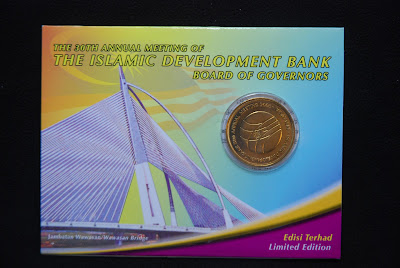 THE 30TH ANNUAL MEETING OF
THE ISLAMIC DEVELOPMENT BANK
BOARD OF GOVERNORS
Jambatan Wawasan/Wawasan Bridge
Edisi Terhad
Limited Edition